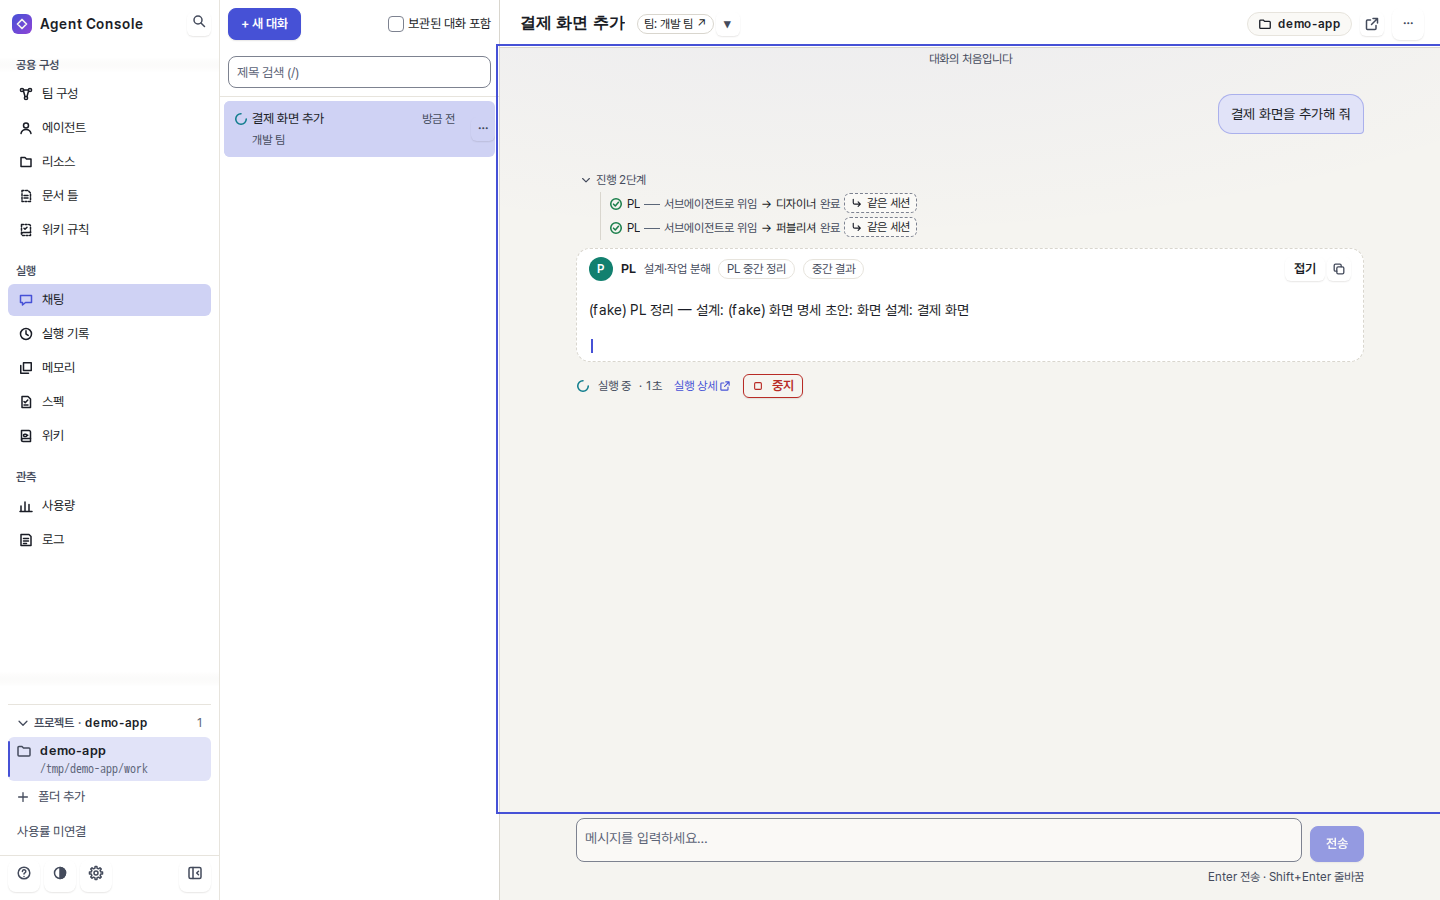 Agent Console
공용 구성
팀 구성
에이전트
리소스
문서 틀
위키 규칙
실행
채팅
실행 기록
메모리
스펙
위키
관측
사용량
로그
프로젝트 · demo-app 1
demo-app
/tmp/demo-app/work
폴더 추가
사용률 미연결
+ 새 대화 보관된 대화 포함
제목 검색 (/)
결제 화면 추가 방금 전
개발 팀
결제 화면 추가 팀: 개발 팀 ↗ ▼ demo-app
대화의 처음입니다
결제 화면을 추가해 줘
진행 2단계
PL — 서브에이전트로 위임 → 디자이너 완료 ↳ 같은 세션
PL — 서브에이전트로 위임 → 퍼블리셔 완료 ↳ 같은 세션
P PL 설계·작업 분해 PL 중간 정리 중간 결과 접기
(fake) PL 정리 — 설계: (fake) 화면 명세 초안: 화면 설계: 결제 화면
실행 중 · 1초 실행 상세 중지
메시지를 입력하세요... 전송
Enter 전송 · Shift+Enter 줄바꿈